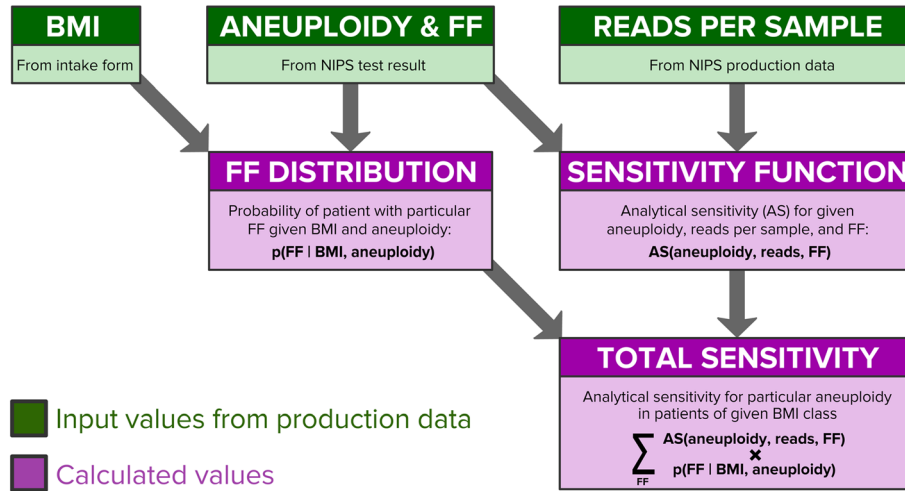 BMI
From intake form
ANEUPLOIDY & FF
From NIPS test result
READS PER SAMPLE
From NIPS production data
FF DISTRIBUTION
Probability of patient with particular
FF given BMI and aneuploidy:
p(FF | BMI, aneuploidy)
SENSITIVITY FUNCTION
Analytical sensitivity (AS) for given
aneuploidy, reads per sample, and FF:
AS(aneuploidy, reads, FF)
TOTAL SENSITIVITY
Analytical sensitivity for particular aneuploidy
in patients of given BMI class
AS(aneuploidy, reads, FF)
∑ ×
p(FF | BMI, aneuploidy)
FF
Input values from production data
Calculated values